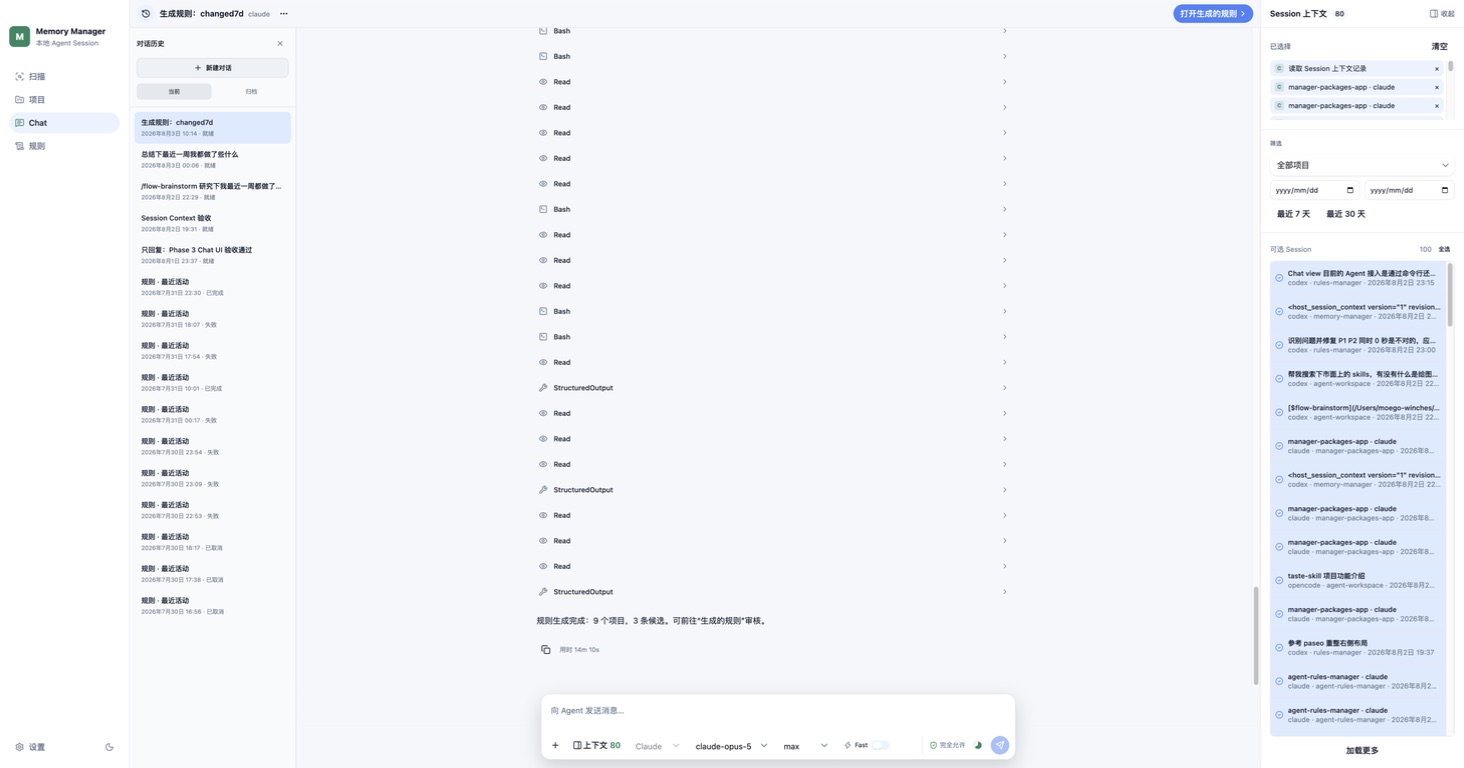 M
Memory Manager
本地 Agent Session
扫描
项目
Chat
规则
设置
生成规则：changed7d claude
打开生成的规则
对话历史
新建对话
当前
归档
生成规则：changed7d
2026年8月3日 10:14 · 就绪
总结下最近一周我都做了些什么
2026年8月3日 00:06 · 就绪
/flow-brainstorm 研究下我最近一周都做了...
2026年8月2日 22:29 · 就绪
Session Context 验收
2026年8月2日 19:31 · 就绪
只回复：Phase 3 Chat UI 验收通过
2026年8月1日 23:37 · 就绪
规则 · 最近活动
2026年7月31日 22:30 · 已完成
规则 · 最近活动
2026年7月31日 18:07 · 失败
规则 · 最近活动
2026年7月31日 17:54 · 失败
规则 · 最近活动
2026年7月31日 10:01 · 已完成
规则 · 最近活动
2026年7月31日 00:17 · 失败
规则 · 最近活动
2026年7月30日 23:54 · 失败
规则 · 最近活动
2026年7月30日 23:09 · 失败
规则 · 最近活动
2026年7月30日 22:53 · 失败
规则 · 最近活动
2026年7月30日 18:17 · 已取消
规则 · 最近活动
2026年7月30日 17:38 · 已取消
规则 · 最近活动
2026年7月30日 16:56 · 已取消
Bash
Bash
Read
Read
Read
Read
Read
Bash
Read
Read
Read
Bash
Bash
Read
StructuredOutput
Read
Read
Read
StructuredOutput
Read
Read
Read
StructuredOutput
规则生成完成：9 个项目，3 条候选。可前往“生成的规则”审核。
用时 14m 10s
向 Agent 发送消息...
上下文 80
Claude
claude-opus-5
max
Fast
完全允许
Session 上下文 80
收起
已选择
清空
C 读取 Session 上下文记录 ×
C manager-packages-app · claude ×
C manager-packages-app · claude ×
筛选
全部项目
yyyy/mm/dd
yyyy/mm/dd
最近 7 天
最近 30 天
可选 Session
100
全选
Chat view 目前的 Agent 接入是通过命令行还...
codex · rules-manager · 2026年8月2日 23:15
<host_session_context version="1" revision...
codex · memory-manager · 2026年8月2日 2...
识别问题并修复 P1 P2 同时 0 秒是不对的，应...
codex · rules-manager · 2026年8月2日 23:00
帮我搜索下市面上的 skills，有没有什么是给图...
codex · agent-workspace · 2026年8月2日 22...
[$flow-brainstorm](/Users/moego-winches/...
codex · agent-workspace · 2026年8月2日 22...
manager-packages-app · claude
claude · manager-packages-app · 2026年8...
<host_session_context version="1" revision...
codex · memory-manager · 2026年8月2日 22...
manager-packages-app · claude
claude · manager-packages-app · 2026年8...
manager-packages-app · claude
claude · manager-packages-app · 2026年8...
taste-skill 项目功能介绍
opencode · agent-workspace · 2026年8月2...
manager-packages-app · claude
claude · manager-packages-app · 2026年8...
参考 paseo 重整右侧布局
codex · rules-manager · 2026年8月2日 19:37
agent-rules-manager · claude
claude · agent-rules-manager · 2026年8月2...
agent-rules-manager · claude
claude · agent-rules-manager · 2026年8月2...
加载更多